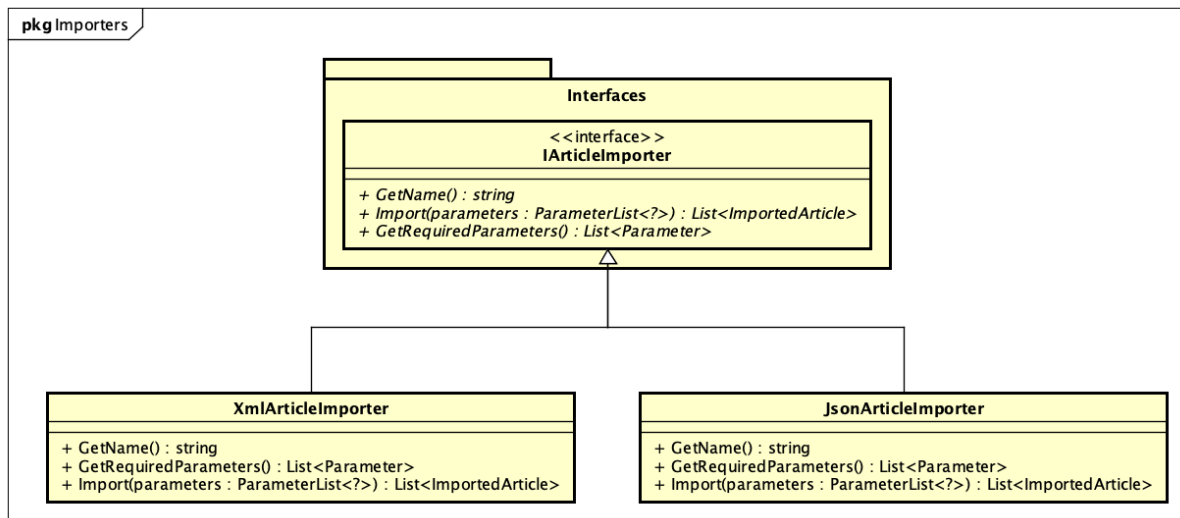 pkg Importers
Interfaces
<<interface>>
IArticleImporter
+ GetName() : string
+ Import(parameters : ParameterList<?>) : List<ImportedArticle>
+ GetRequiredParameters() : List<Parameter>
XmlArticleImporter
+ GetName() : string
+ GetRequiredParameters() : List<Parameter>
+ Import(parameters : ParameterList<?>) : List<ImportedArticle>
JsonArticleImporter
+ GetName() : string
+ GetRequiredParameters() : List<Parameter>
+ Import(parameters : ParameterList<?>) : List<ImportedArticle>